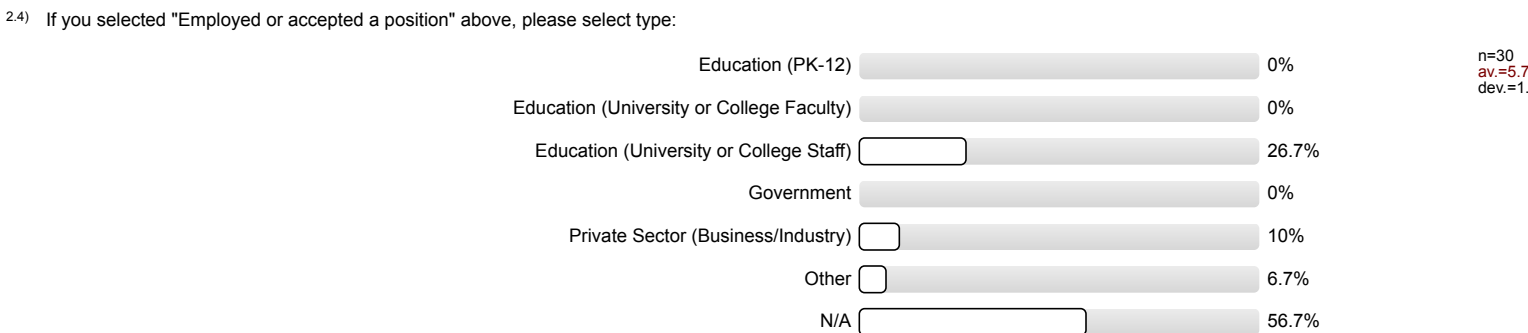 2.4) If you selected "Employed or accepted a position" above, please select type:
Education (PK-12) 0%
n=30
av.=5.7
dev.=1.
Education (University or College Faculty) 0%
Education (University or College Staff) 26.7%
Government 0%
Private Sector (Business/Industry) 10%
Other 6.7%
N/A 56.7%